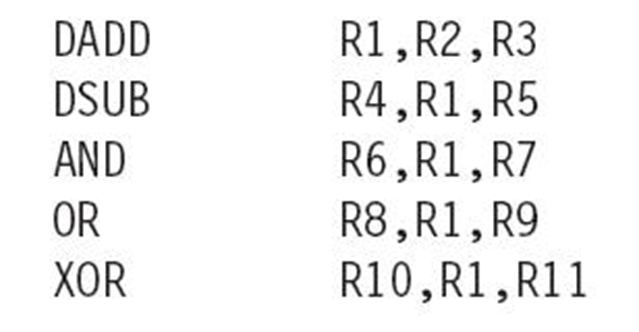 DADD R1,R2,R3
DSUB R4,R1,R5
AND R6,R1,R7
OR R8,R1,R9
XOR R10,R1,R11